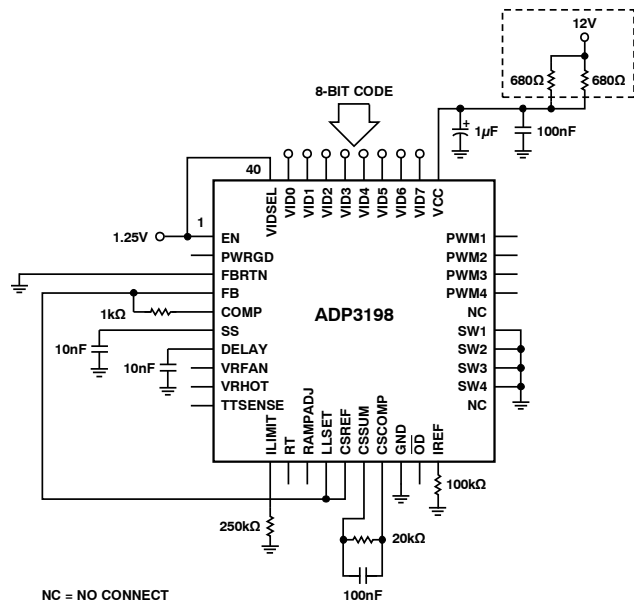 12V
680Ω
680Ω
8-BIT CODE
1µF
100nF
40
VIDSEL
VID0
VID1
VID2
VID3
VID4
VID5
VID6
VID7
VCC
1
1.25V
EN
PWRGD
FBRTN
FB
COMP
SS
DELAY
VRFAN
VRHOT
TTSENSE
1kΩ
10nF
10nF
ADP3198
PWM1
PWM2
PWM3
PWM4
NC
SW1
SW2
SW3
SW4
NC
ILIMIT
RT
RAMPADJ
LLSET
CSREF
CSSUM
CSCOMP
GND
OD
IREF
250kΩ
20kΩ
100kΩ
100nF
NC = NO CONNECT